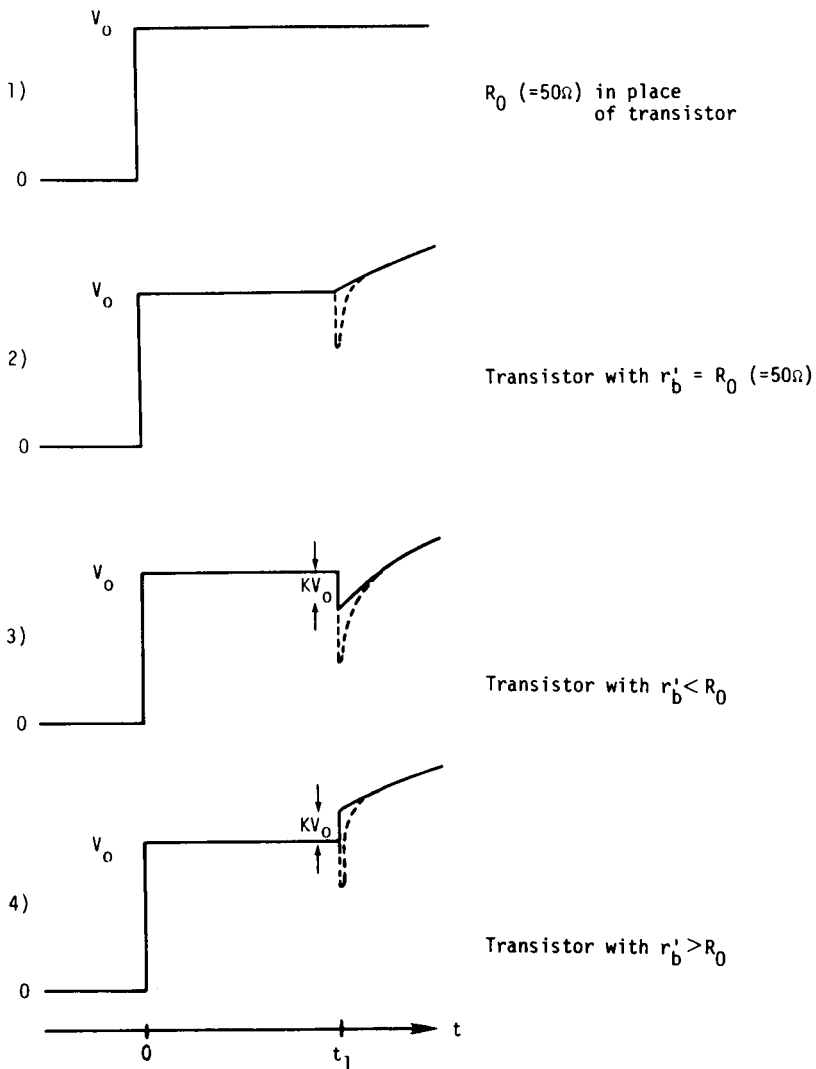 V₀
1)
R₀ (=50Ω) in place
of transistor
0
V₀
2)
Transistor with r'b = R₀ (=50Ω)
0
V₀
KV₀
3)
Transistor with r'b < R₀
0
KV₀
V₀
4)
Transistor with r'b > R₀
0
t
0
t₁